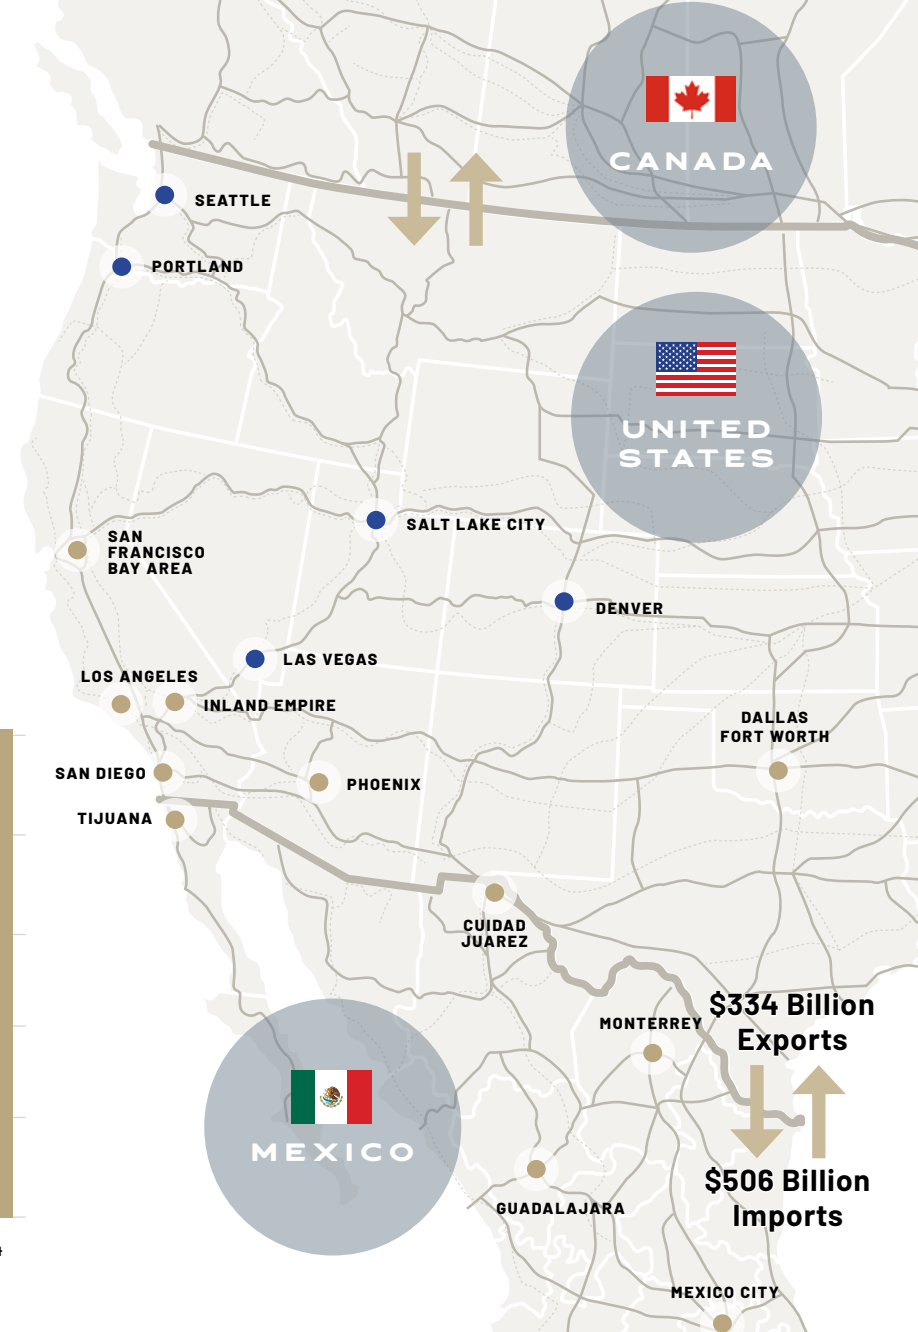 CANADA
SEATTLE
PORTLAND
UNITED
STATES
SALT LAKE CITY
SAN
FRANCISCO
BAY AREA
DENVER
LAS VEGAS
LOS ANGELES
INLAND EMPIRE
DALLAS
FORT WORTH
SAN DIEGO
PHOENIX
TIJUANA
CUIDAD
JUAREZ
$334 Billion
Exports
MONTERREY
MEXICO
$506 Billion
Imports
GUADALAJARA
MEXICO CITY